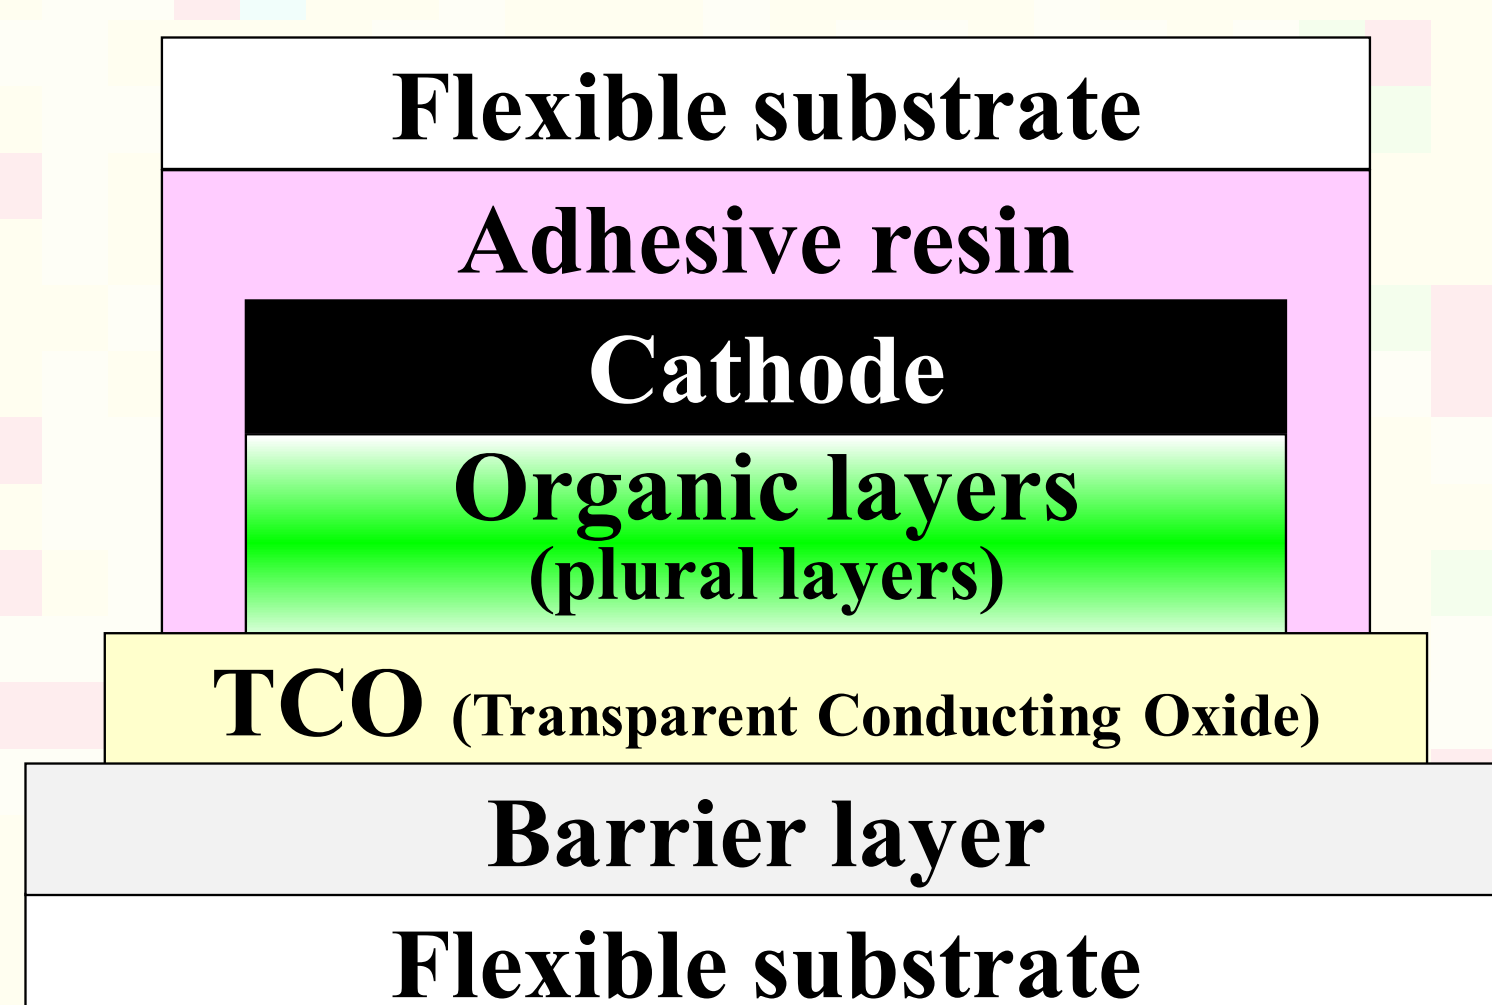 Flexible substrate
Adhesive resin
Cathode
Organic layers
(plural layers)
TCO (Transparent Conducting Oxide)
Barrier layer
Flexible substrate